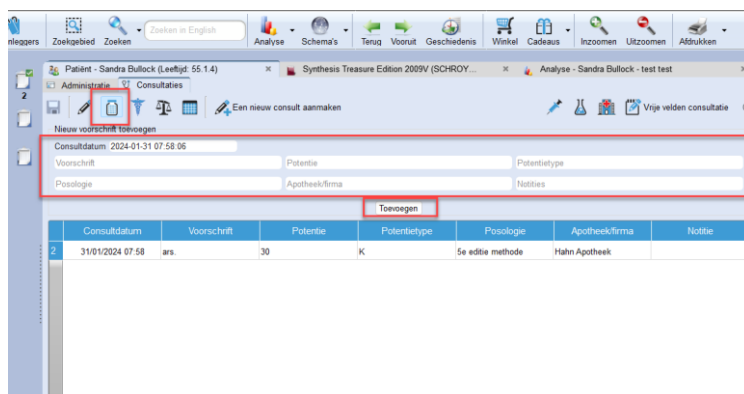 Zoeken in English
nleggers Zoekgebied Zoeken Analyse Schema's Terug Vooruit Geschiedenis Winkel Cadeaus Inzoomen Uitzoomen Afdrukken
Patiënt - Sandra Bullock (Leeftijd: 55.1.4) × Synthesis Treasure Edition 2009V (SCHROY... × Analyse - Sandra Bullock - test test
Administratie Consultaties
2
Een nieuw consult aanmaken Vrije velden consultatie
Nieuw voorschrift toevoegen
Consultdatum 2024-01-31 07:58:06
Voorschrift Potentie Potentietype
Posologie Apotheek/firma Notities
Toevoegen
Consultdatum Voorschrift Potentie Potentietype Posologie Apotheek/firma Notitie
2 31/01/2024 07:58 ars. 30 K 5e editie methode Hahn Apotheek